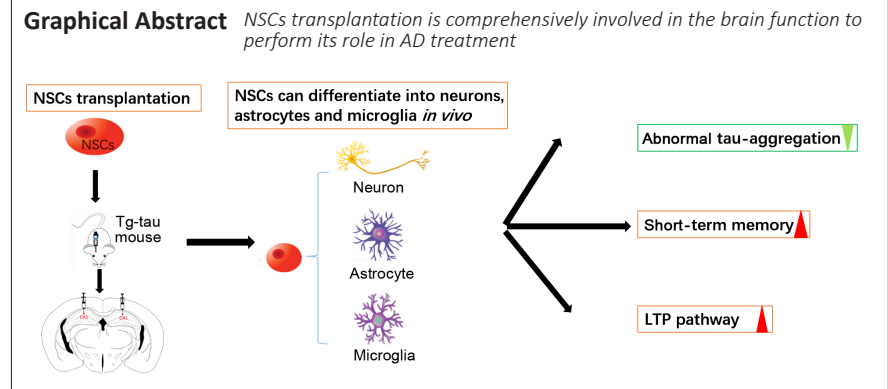 Graphical Abstract
NSCs transplantation is comprehensively involved in the brain function to
perform its role in AD treatment
NSCs transplantation
NSCs can differentiate into neurons,
astrocytes and microglia in vivo
NSCs
Tg-tau
mouse
Neuron
Astrocyte
Microglia
Abnormal tau-aggregation
Short-term memory
LTP pathway